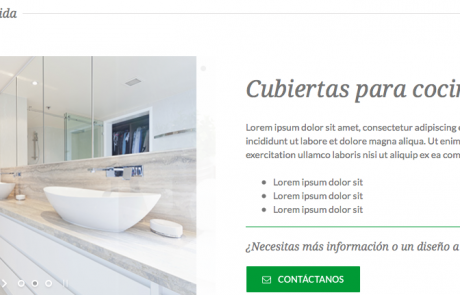 ida
Cubiertas para coci
Lorem ipsum dolor sit amet, consectetur adipiscing e
incididunt ut labore et dolore magna aliqua. Ut enim
exercitation ullamco laboris nisi ut aliquip ex ea com
Lorem ipsum dolor sit
Lorem ipsum dolor sit
Lorem ipsum dolor sit
¿Necesitas más información o un diseño a
CONTÁCTANOS